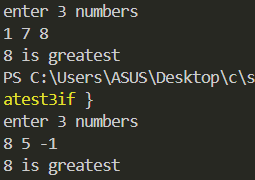 enter 3 numbers
1 7 8
8 is greatest
PS C:\Users\ASUS\Desktop\c\s
atest3if }
enter 3 numbers
8 5 -1
8 is greatest